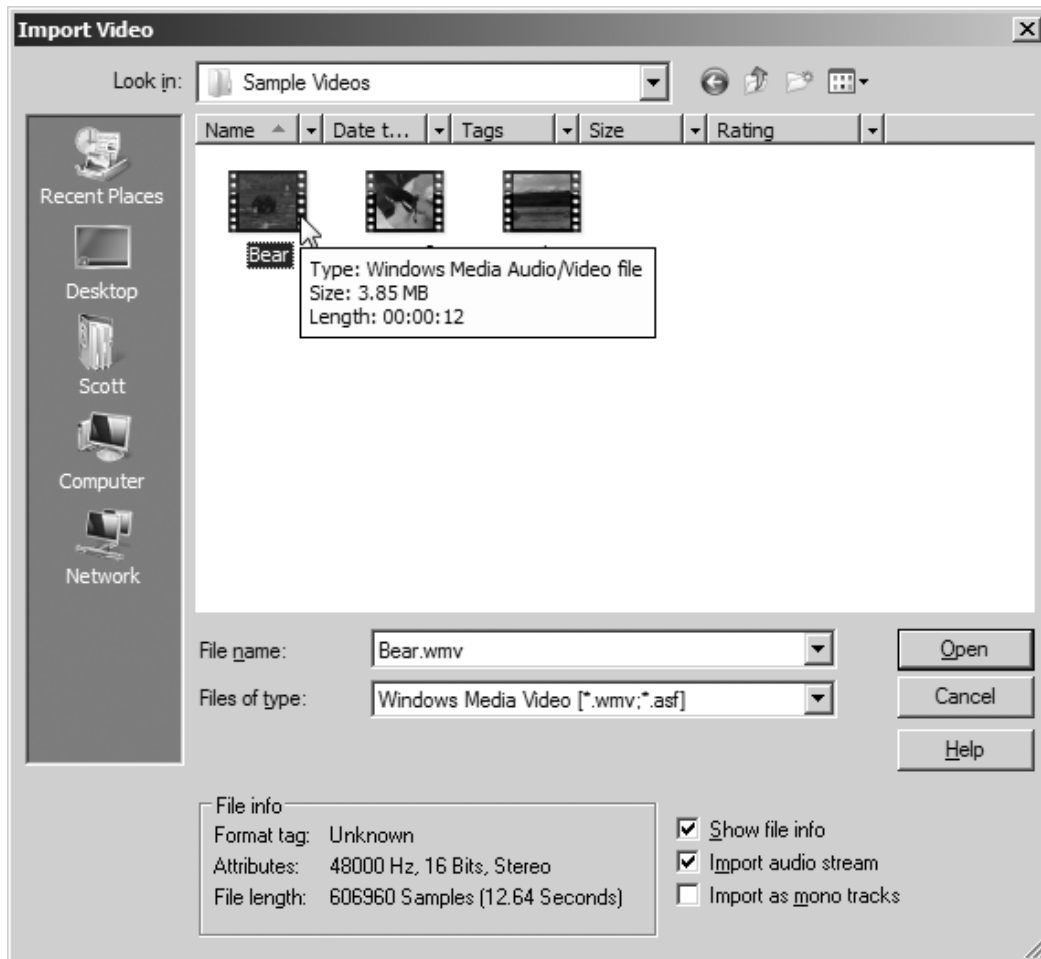 Import Video
Look in: Sample Videos
Name Date t... Tags Size Rating
Recent Places
Desktop
Scott
Computer
Network
Bear
Type: Windows Media Audio/Video file
Size: 3.85 MB
Length: 00:00:12
File name: Bear.wmv
Files of type: Windows Media Video [*.wmv;*.asf]
Open
Cancel
Help
File info
Format tag: Unknown
Attributes: 48000 Hz, 16 Bits, Stereo
File length: 606960 Samples (12.64 Seconds)
Show file info
Import audio stream
Import as mono tracks